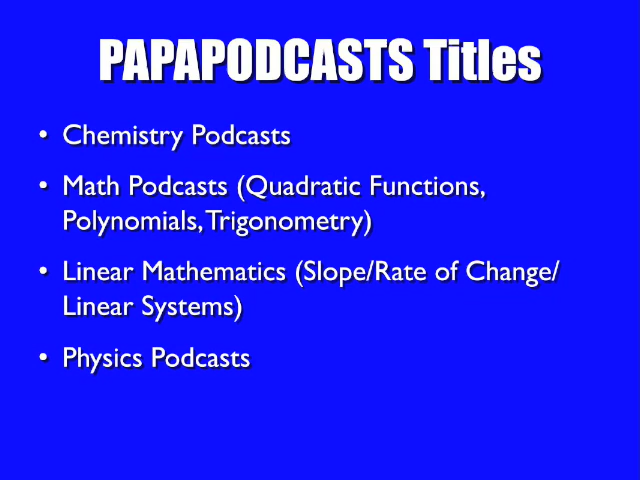 PAPAPODCASTS Titles
• Chemistry Podcasts
• Math Podcasts (Quadratic Functions,
Polynomials, Trigonometry)
• Linear Mathematics (Slope/Rate of Change/
Linear Systems)
• Physics Podcasts